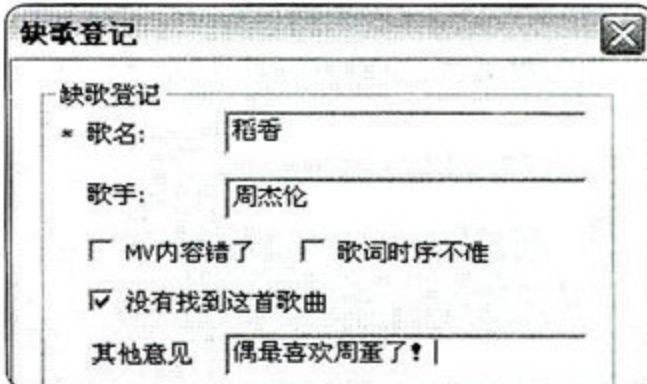 缺歌登记
缺歌登记
* 歌名: 稻香
歌手: 周杰伦
MV内容错了 歌词时序不准
没有找到这首歌曲
其他意见 偶最喜欢周董了!